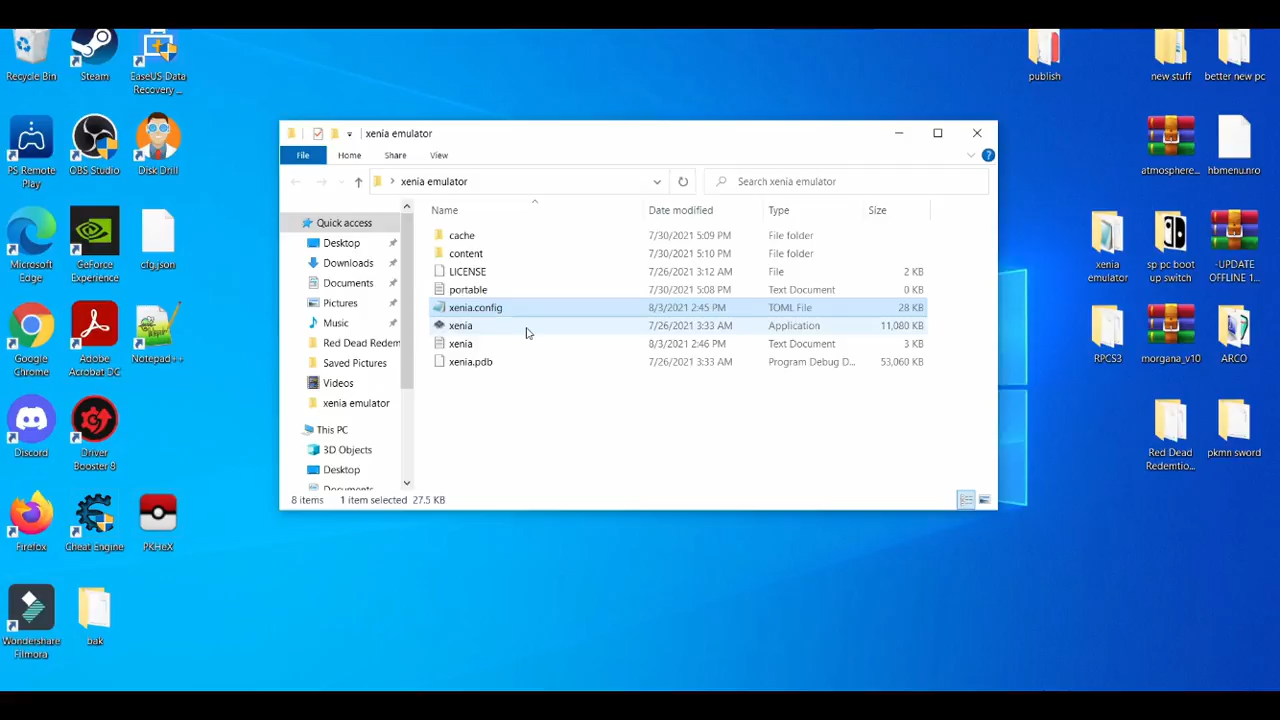 Recycle Bin
Steam
EaseUS Data
Recovery ...
publish
new stuff
better new pc
xenia emulator
File
Home
Share
View
xenia emulator
Search xenia emulator
PS Remote
Play
OBS Studio
Disk Drill
atmosphere...
hbmenu.nro
Name
Date modified
Type
Size
Quick access
Desktop
Downloads
Documents
Pictures
Music
Red Dead Redem
Saved Pictures
Videos
xenia emulator
This PC
3D Objects
Desktop
cache 7/30/2021 5:09 PM File folder
content 7/30/2021 5:10 PM File folder
LICENSE 7/26/2021 3:12 AM File 2 KB
portable 7/30/2021 5:08 PM Text Document 0 KB
xenia.config 8/3/2021 2:45 PM TOML File 28 KB
xenia 7/26/2021 3:33 AM Application 11,080 KB
xenia 8/3/2021 2:46 PM Text Document 3 KB
xenia.pdb 7/26/2021 3:33 AM Program Debug D... 53,060 KB
8 items 1 item selected 27.5 KB
Microsoft
Edge
GeForce
Experience
cfg.json
xenia
emulator
sp pc boot
up switch
-UPDATE
OFFLINE 1...
Google
Chrome
Adobe
Acrobat DC
Notepad++
RPCS3
morgana_v10
ARCO
Discord
Driver
Booster 8
Red Dead
Redemtio...
pkmn sword
Firefox
Cheat Engine
PKHeX
Wondershare
Filmora
bak